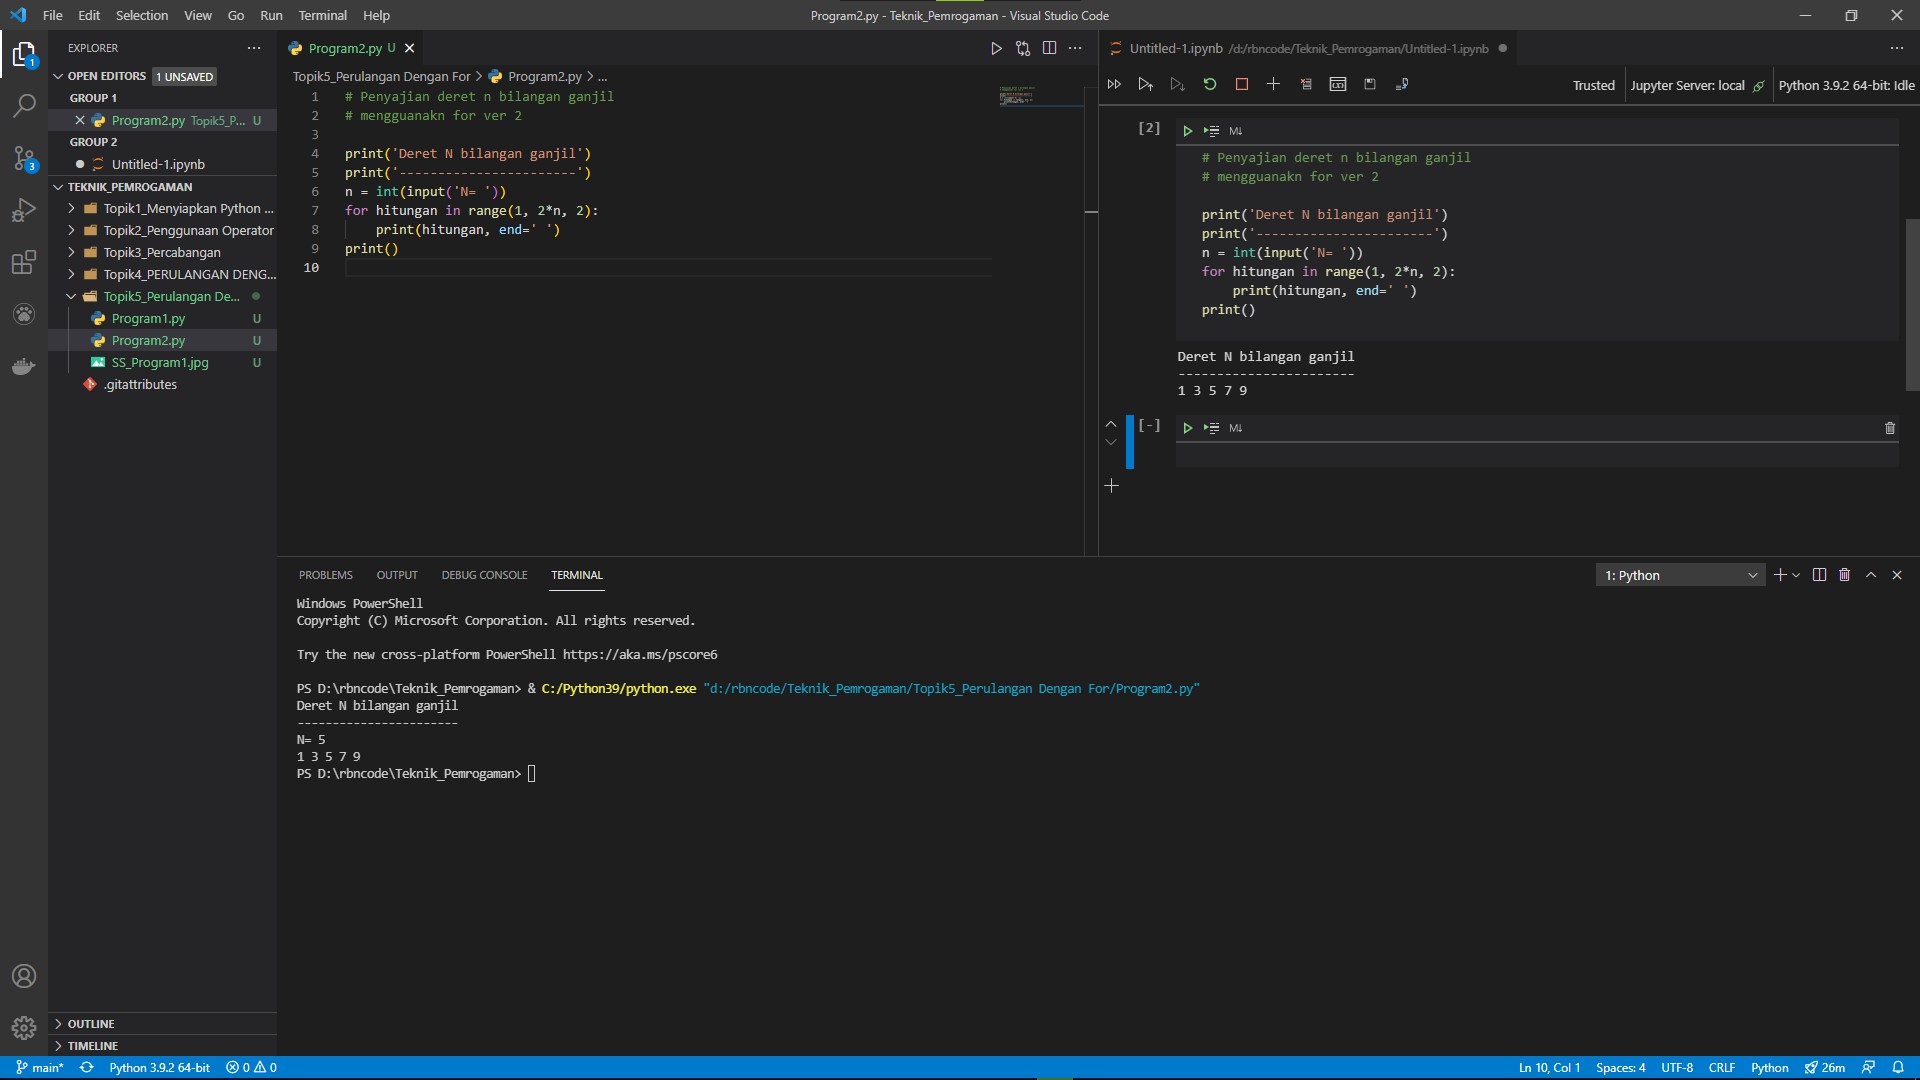 File Edit Selection View Go Run Terminal Help
Program2.py - Teknik_Pemrogaman - Visual Studio Code
EXPLORER
OPEN EDITORS 1 UNSAVED
GROUP 1
Program2.py Topik5_P... U
GROUP 2
Untitled-1.ipynb
TEKNIK_PEMROGAMAN
Topik1_Menyiapkan Python ...
Topik2_Penggunaan Operator
Topik3_Percabangan
Topik4_PERULANGAN DENG...
Topik5_Perulangan De...
Program1.py U
Program2.py U
SS_Program1.jpg U
.gitattributes
OUTLINE
TIMELINE
1
3
Program2.py U
Topik5_Perulangan Dengan For > Program2.py > ...
1 # Penyajian deret n bilangan ganjil
2 # mengguanakn for ver 2
3
4 print('Deret N bilangan ganjil')
5 print('-----------------------')
6 n = int(input('N= '))
7 for hitungan in range(1, 2*n, 2):
8     print(hitungan, end=' ')
9 print()
10
Untitled-1.ipynb /d:/rbncode/Teknik_Pemrogaman/Untitled-1.ipynb
Trusted Jupyter Server: local Python 3.9.2 64-bit: Idle
[2] M↓
# Penyajian deret n bilangan ganjil
# mengguanakn for ver 2
print('Deret N bilangan ganjil')
print('-----------------------')
n = int(input('N= '))
for hitungan in range(1, 2*n, 2):
    print(hitungan, end=' ')
print()
Deret N bilangan ganjil
-----------------------
1 3 5 7 9
[-] M↓
PROBLEMS OUTPUT DEBUG CONSOLE TERMINAL
1: Python
Windows PowerShell
Copyright (C) Microsoft Corporation. All rights reserved.
Try the new cross-platform PowerShell https://aka.ms/pscore6
PS D:\rbncode\Teknik_Pemrogaman> & C:/Python39/python.exe "d:/rbncode/Teknik_Pemrogaman/Topik5_Perulangan Dengan For/Program2.py"
Deret N bilangan ganjil
-----------------------
N= 5
1 3 5 7 9
PS D:\rbncode\Teknik_Pemrogaman>
main* Python 3.9.2 64-bit 0 0
Ln 10, Col 1 Spaces: 4 UTF-8 CRLF Python 26m